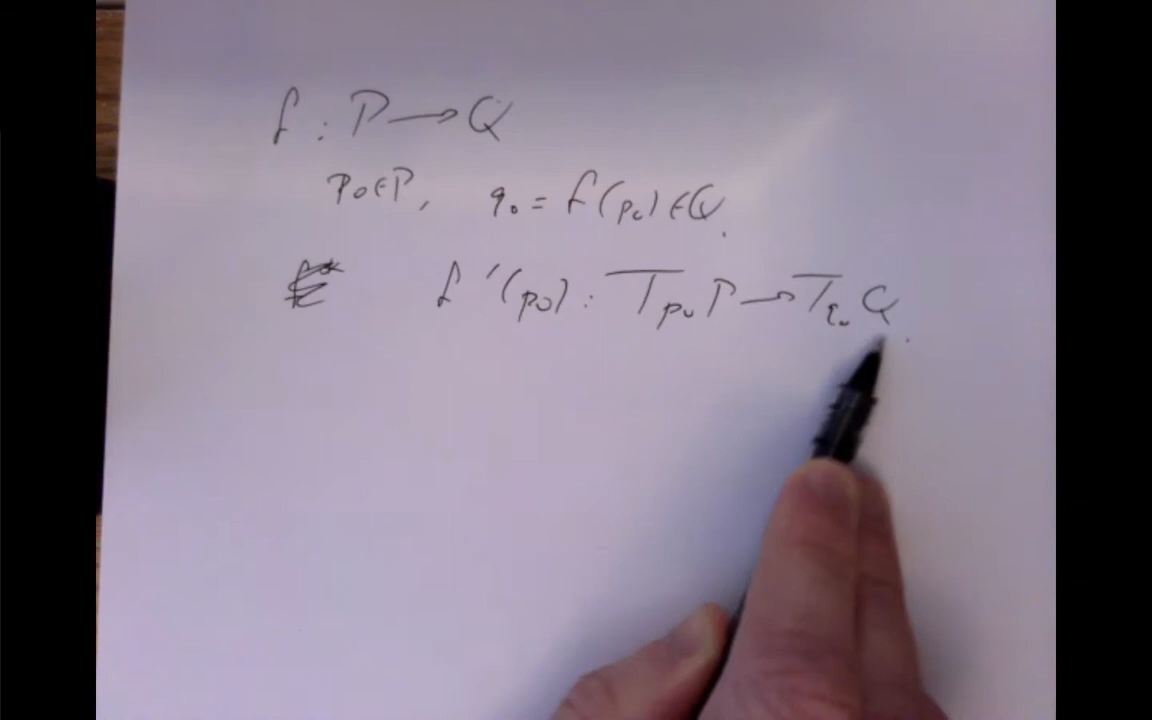 f : P → Q
p₀ ∈ P, q₀ = f(p₀) ∈ Q.
f ′(p₀) : T_{p₀}P → T_{q₀}Q.